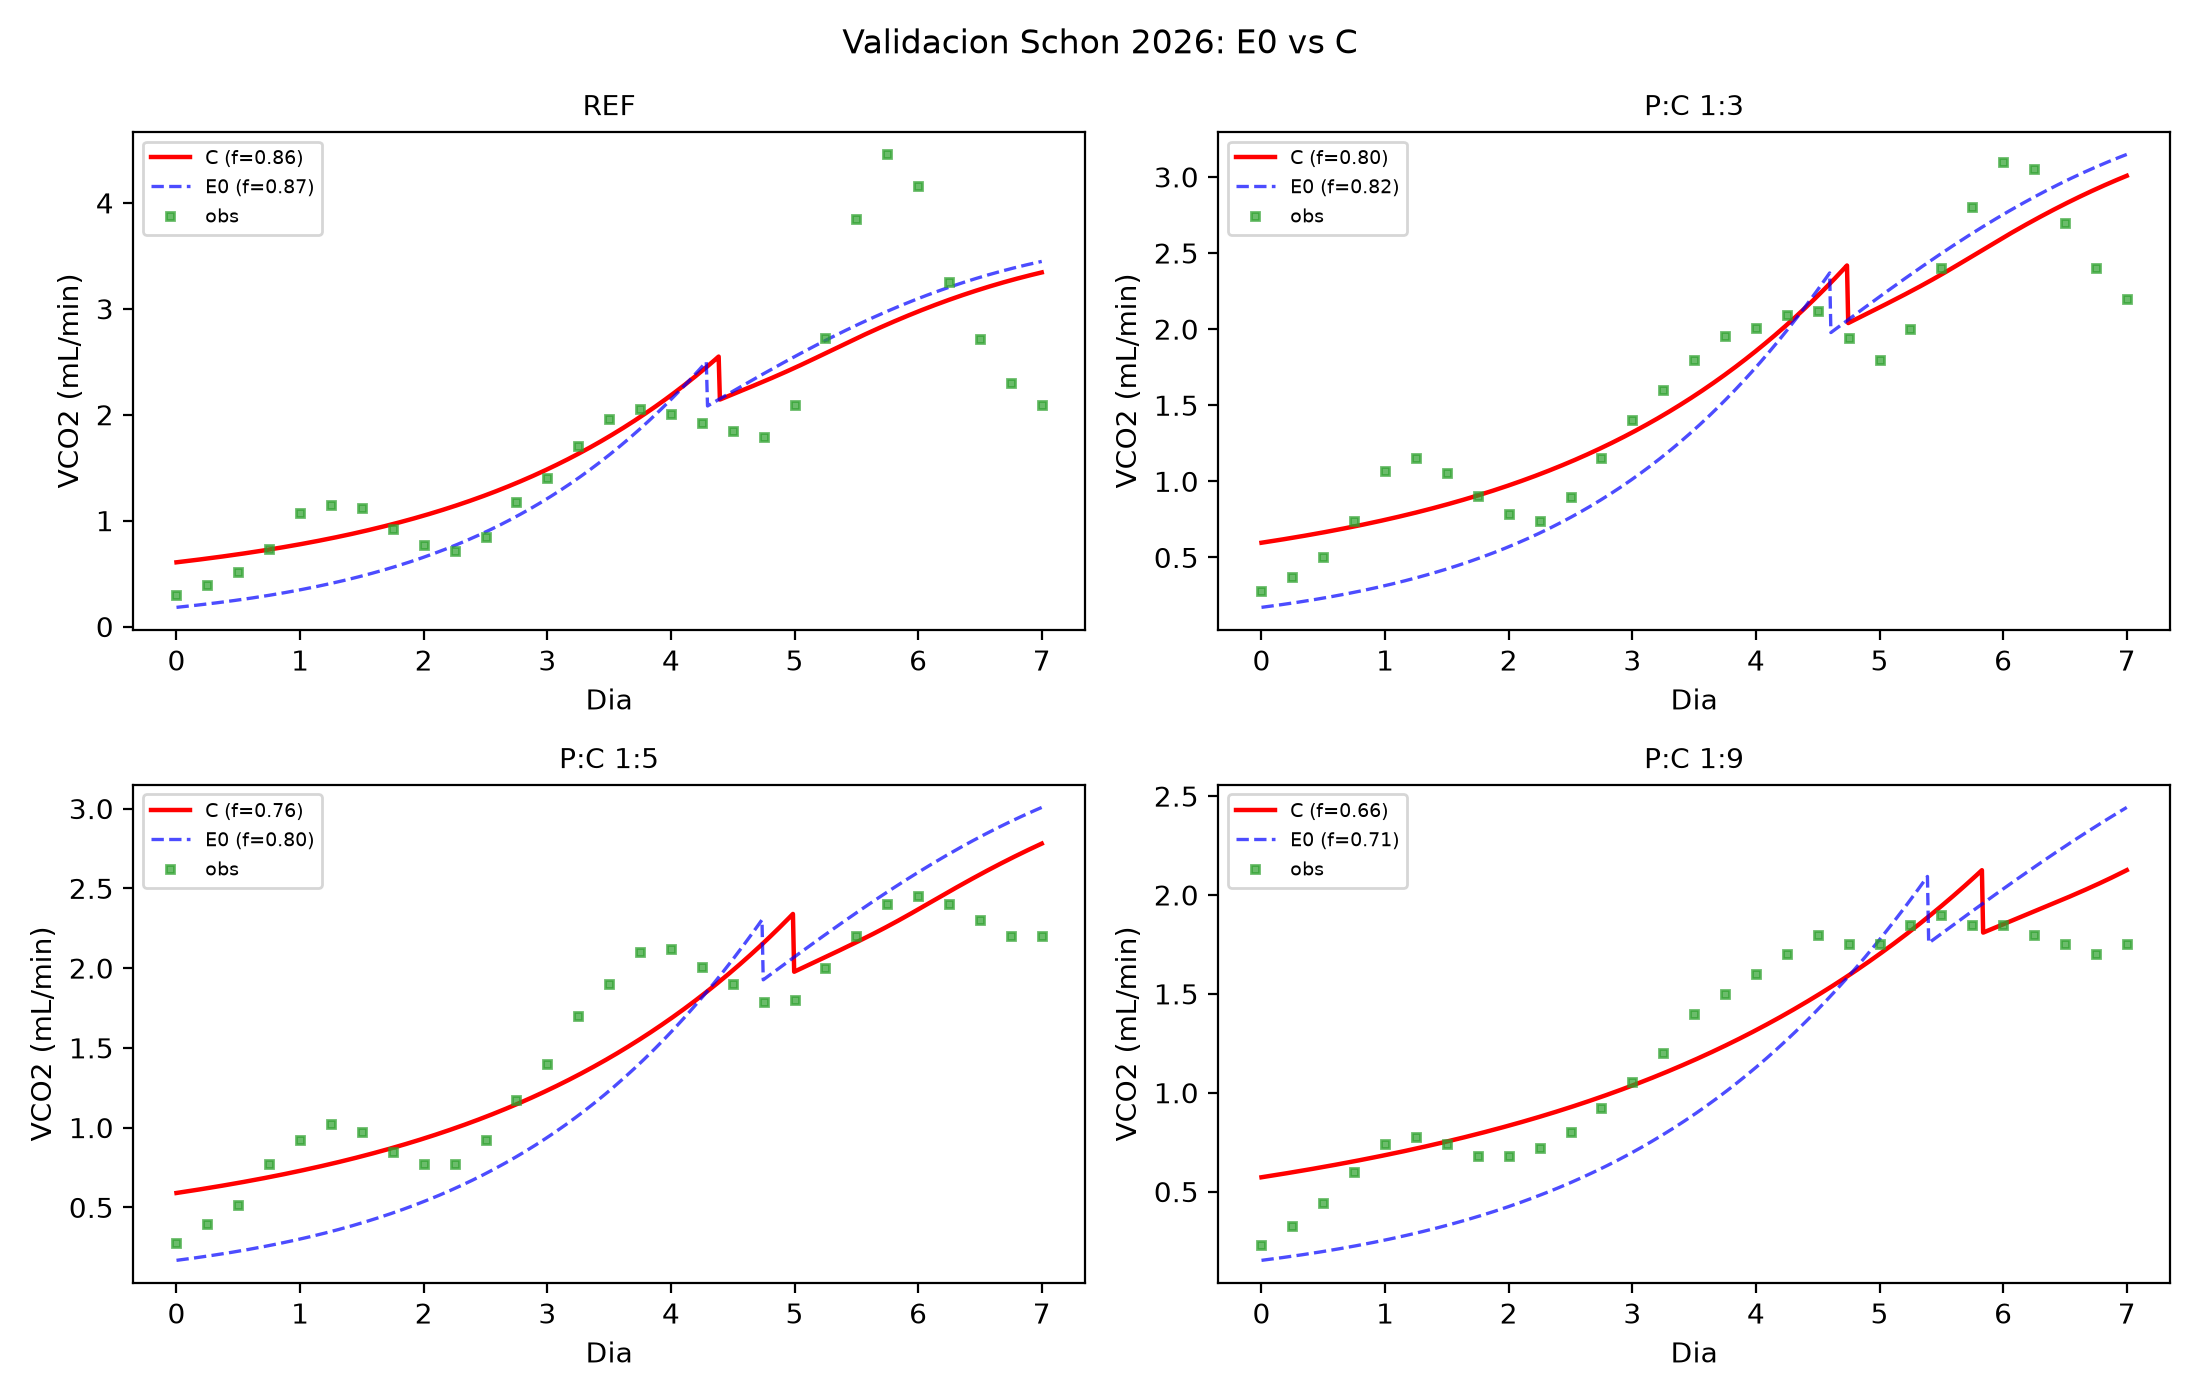 Validacion Schon 2026: E0 vs C
REF
C (f=0.86)
E0 (f=0.87)
obs
VCO2 (mL/min)
4
3
2
1
0
0 1 2 3 4 5 6 7
Dia
P:C 1:3
C (f=0.80)
E0 (f=0.82)
obs
VCO2 (mL/min)
3.0
2.5
2.0
1.5
1.0
0.5
0 1 2 3 4 5 6 7
Dia
P:C 1:5
C (f=0.76)
E0 (f=0.80)
obs
VCO2 (mL/min)
3.0
2.5
2.0
1.5
1.0
0.5
0 1 2 3 4 5 6 7
Dia
P:C 1:9
C (f=0.66)
E0 (f=0.71)
obs
VCO2 (mL/min)
2.5
2.0
1.5
1.0
0.5
0 1 2 3 4 5 6 7
Dia